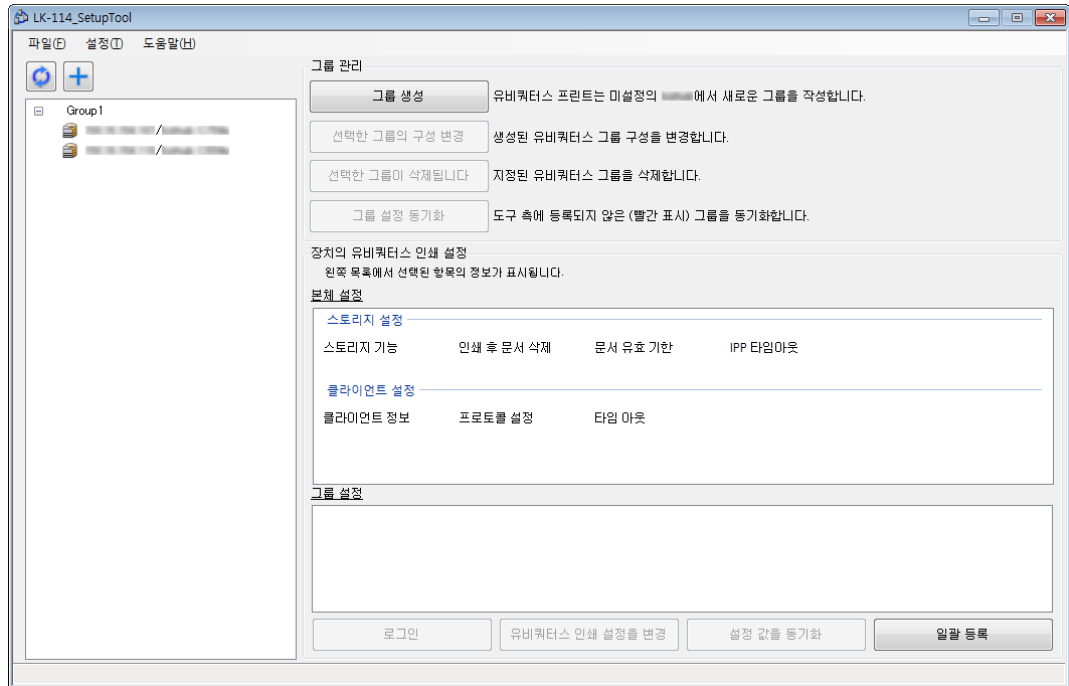 LK-114_SetupTool
파일(F) 설정(T) 도움말(H)
Group1
/
/
그룹 관리
그룹 생성 유비쿼터스 프린트는 미설정의 에서 새로운 그룹을 작성합니다.
선택한 그룹의 구성 변경 생성된 유비쿼터스 그룹 구성을 변경합니다.
선택한 그룹이 삭제됩니다 지정된 유비쿼터스 그룹을 삭제합니다.
그룹 설정 동기화 도구 측에 등록되지 않은 (빨간 표시) 그룹을 동기화합니다.
장치의 유비쿼터스 인쇄 설정
왼쪽 목록에서 선택된 항목의 정보가 표시됩니다.
본체 설정
스토리지 설정
스토리지 기능 인쇄 후 문서 삭제 문서 유효 기한 IPP 타임아웃
클라이언트 설정
클라이언트 정보 프로토콜 설정 타임 아웃
그룹 설정
로그인 유비쿼터스 인쇄 설정을 변경 설정 값을 동기화 일괄 등록